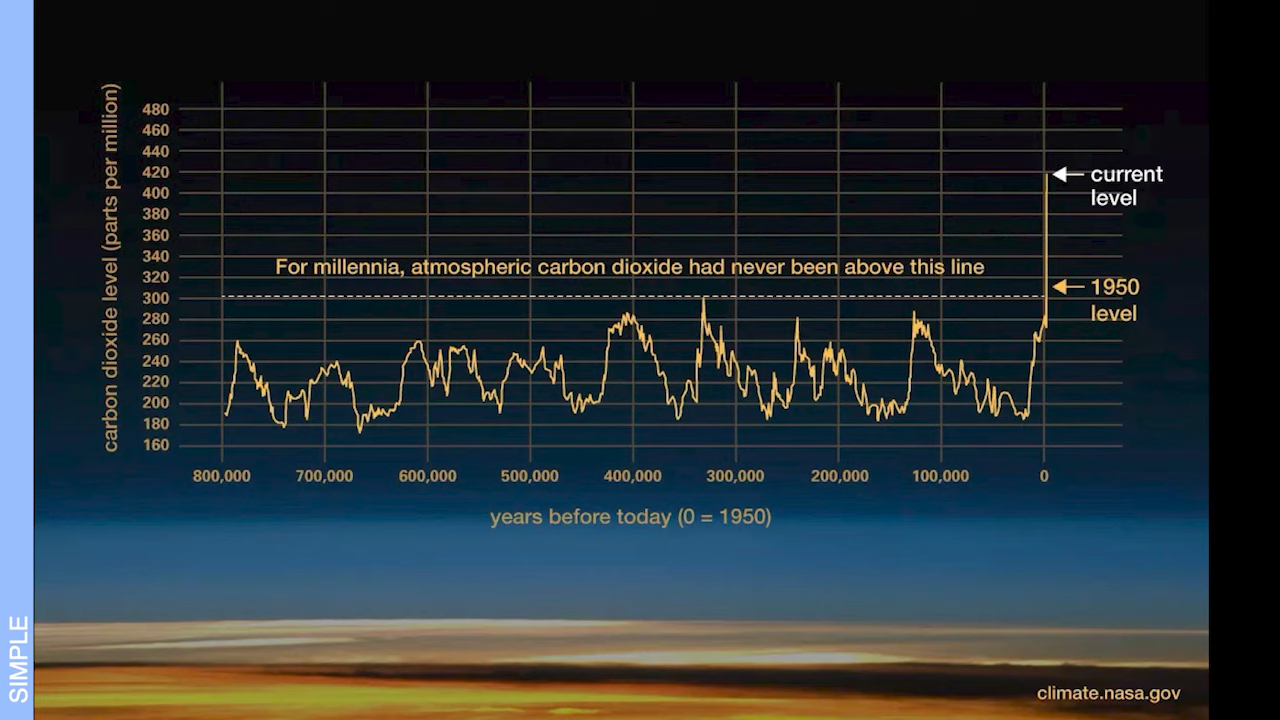 SIMPLE
carbon dioxide level (parts per million)
480
460
440
420
400
380
360
340
320
300
280
260
240
220
200
180
160
For millennia, atmospheric carbon dioxide had never been above this line
current
level
1950
level
800,000 700,000 600,000 500,000 400,000 300,000 200,000 100,000 0
years before today (0 = 1950)
climate.nasa.gov